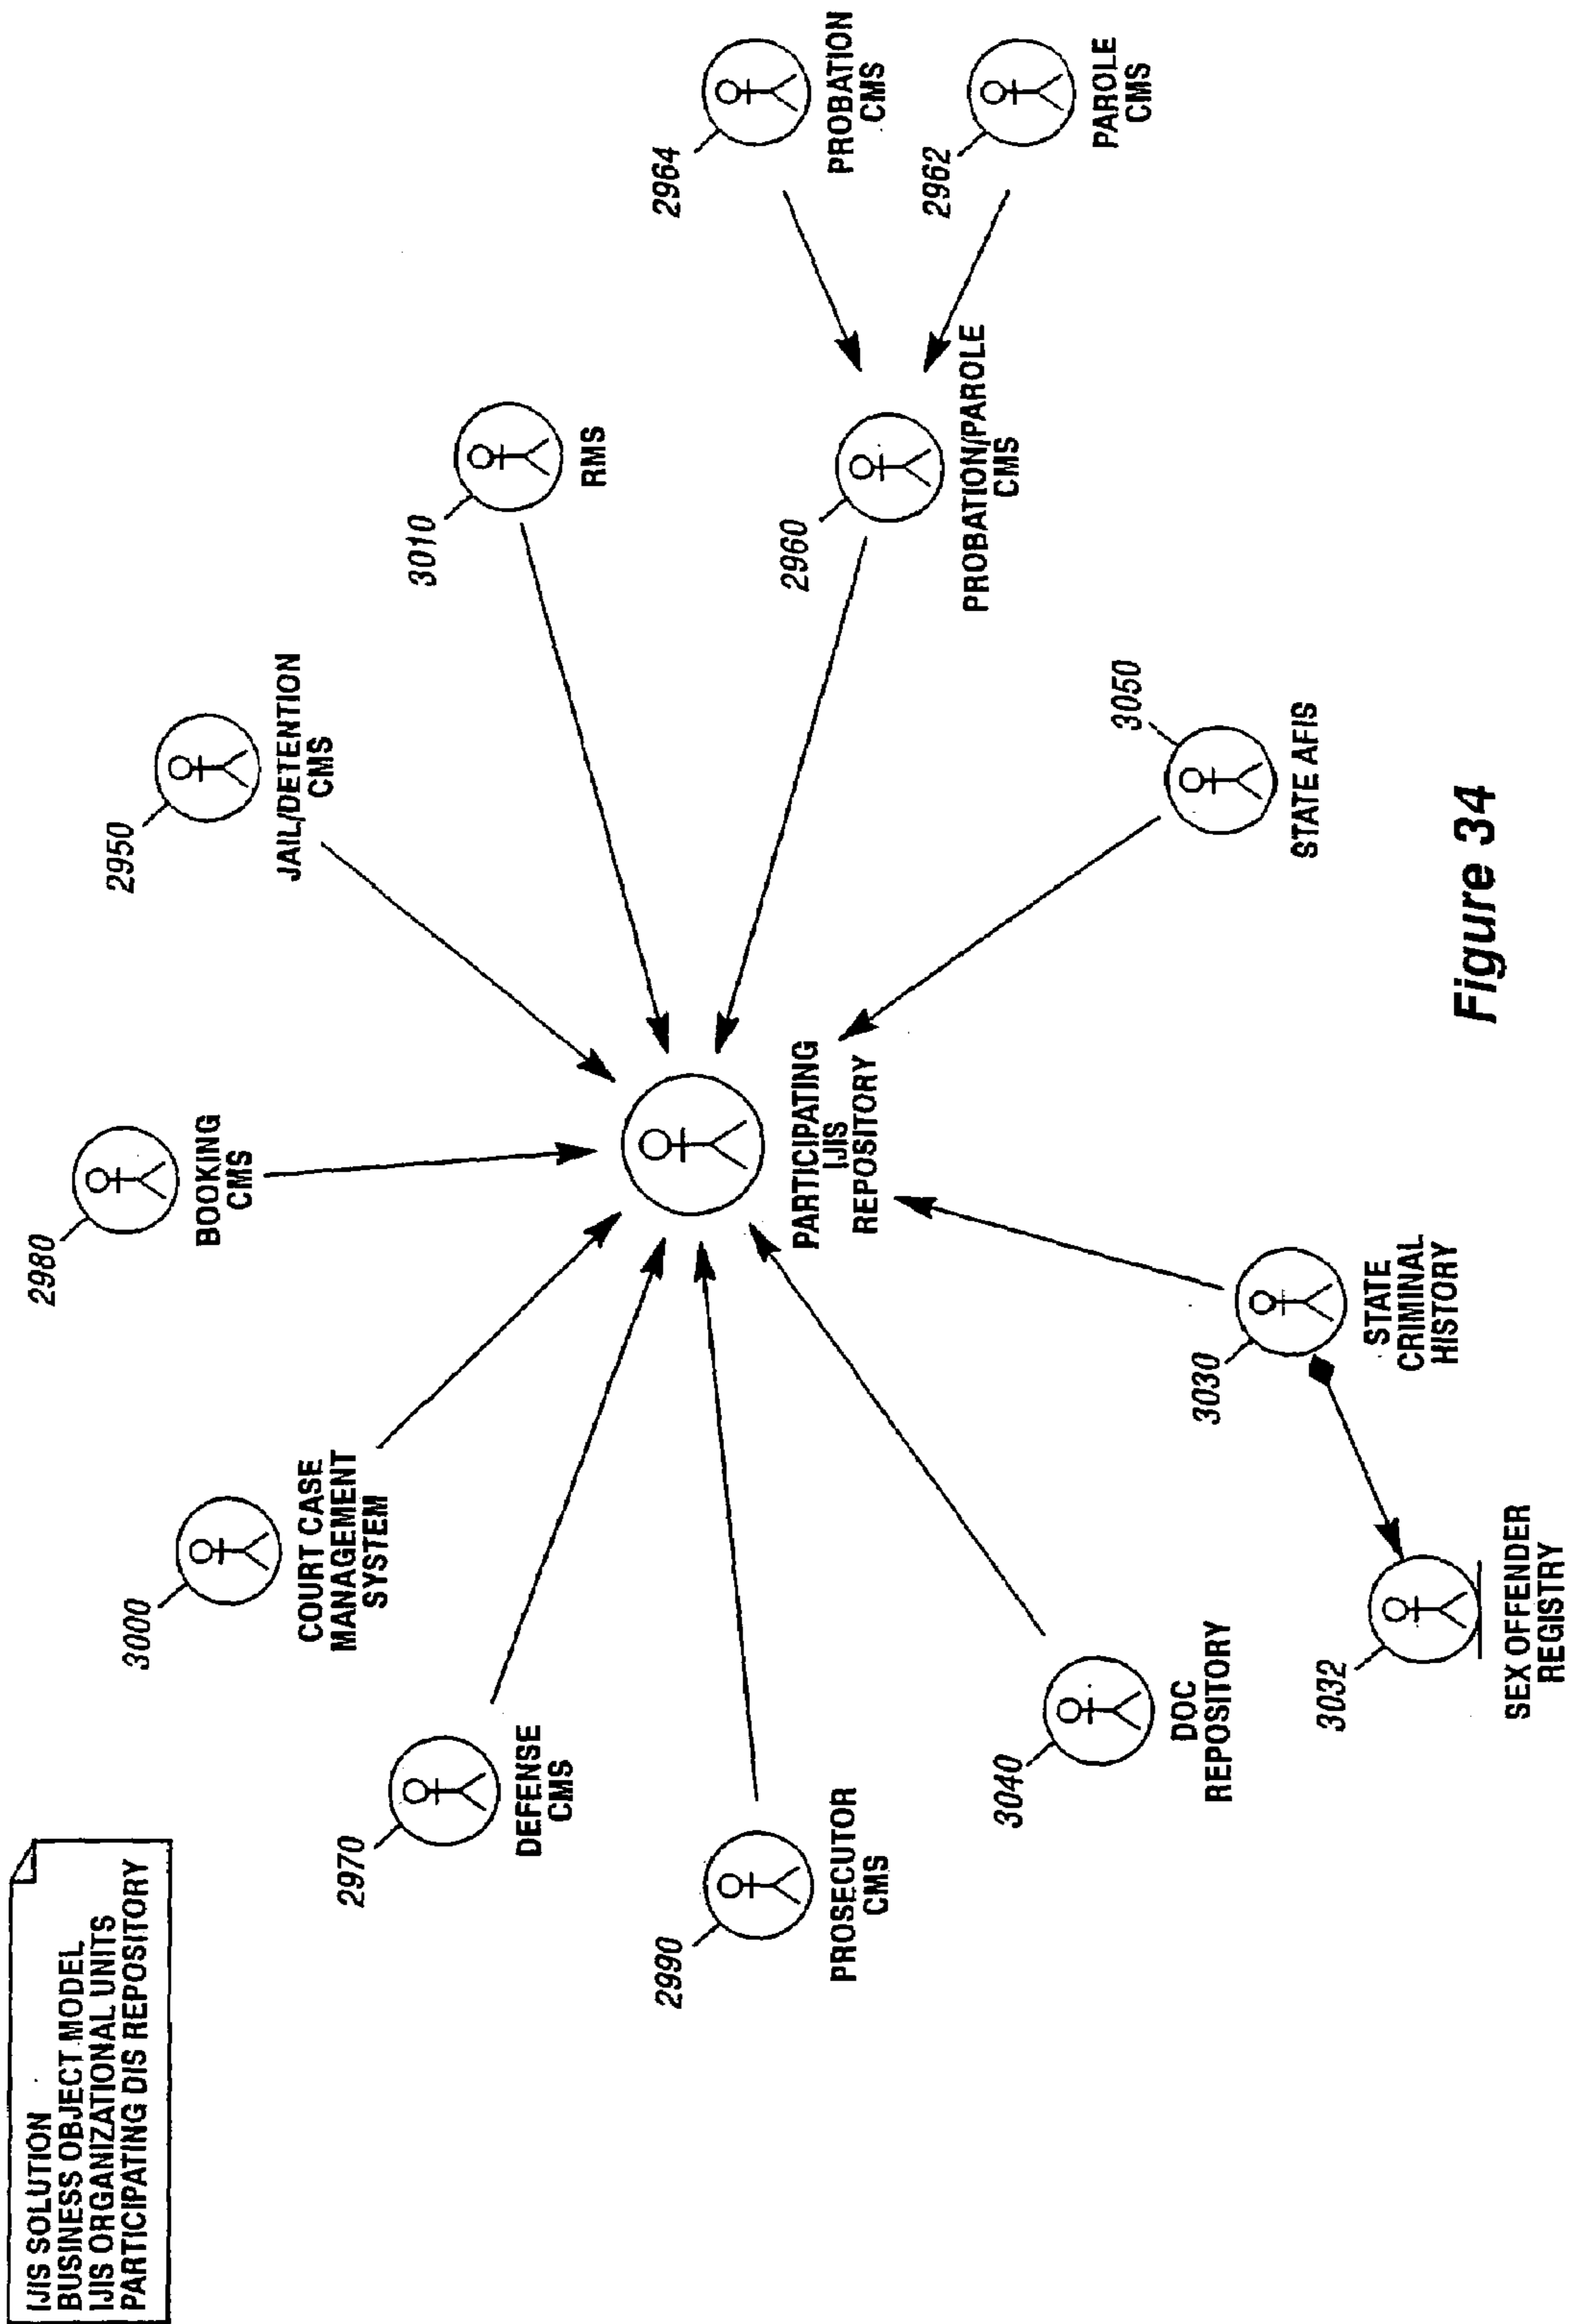 IJIS SOLUTION
BUSINESS OBJECT MODEL
IJIS ORGANIZATIONAL UNITS
PARTICIPATING DIS REPOSITORY
2980
BOOKING
CMS
2950
JAIL/DETENTION
CMS
3000
COURT CASE
MANAGEMENT
SYSTEM
3010
RMS
2970
DEFENSE
CMS
2964
PROBATION
CMS
2990
PROSECUTOR
CMS
PARTICIPATING
IJIS
REPOSITORY
2960
PROBATION/PAROLE
CMS
2962
PAROLE
CMS
3040
DOC
REPOSITORY
3050
STATE AFIS
3030
STATE
CRIMINAL
HISTORY
3032
SEX OFFENDER
REGISTRY
Figure 34